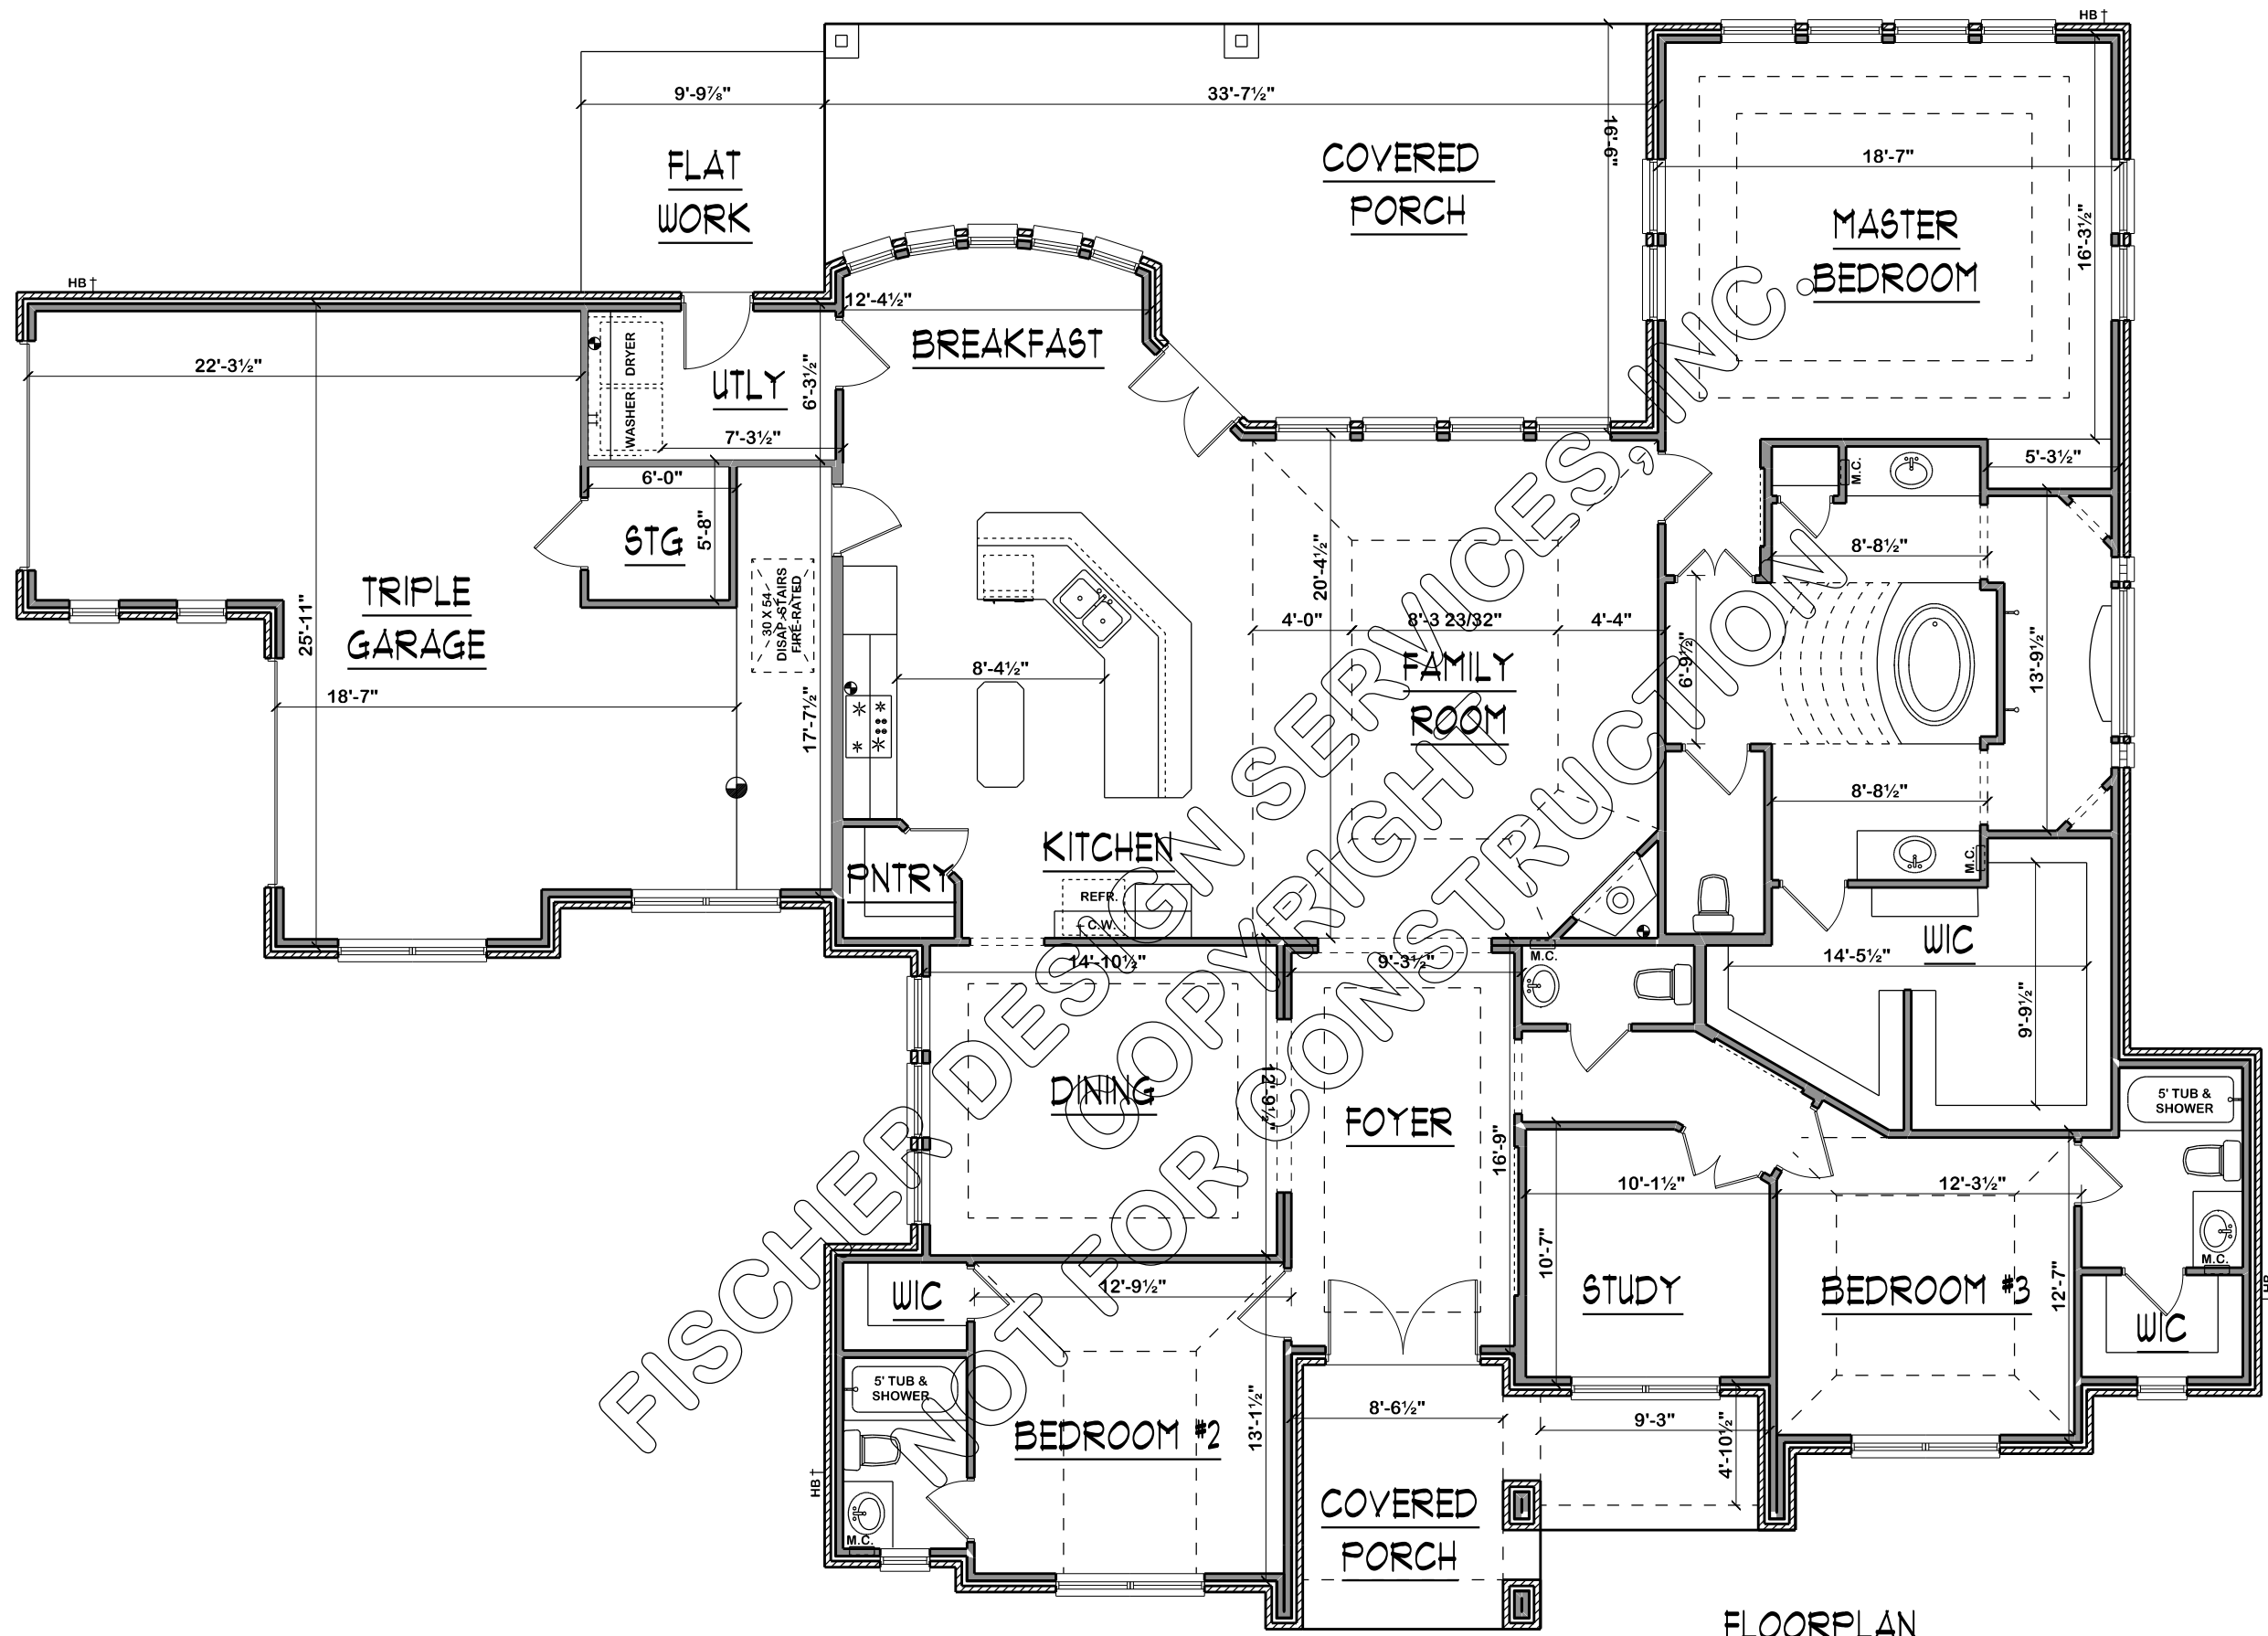 HB
9'-9⅞"
33'-7½"
FLAT
WORK
COVERED
PORCH
16'-6"
18'-7"
MASTER
BEDROOM
16'-3½"
HB
12'-4½"
BREAKFAST
22'-3½"
DRYER
WASHER
UTLY
6'-3½"
7'-3½"
6'-0"
STG
5'-8"
TRIPLE
GARAGE
25'-11"
18'-7"
30 X 54
DISAP. STAIRS
FIRE-RATED
17'-7½"
8'-4½"
20'-4½"
4'-0"
8'-3 23/32"
4'-4"
FAMILY
ROOM
M.C.
5'-3½"
8'-8½"
6'-9½"
13'-9½"
8'-8½"
M.C.
KITCHEN
PNTRY
REFR.
C.W.
14'-10½"
9'-3½"
M.C.
WIC
14'-5½"
9'-9½"
DINING
12'-9½"
FOYER
16'-9"
5' TUB &
SHOWER
10'-1½"
12'-3½"
10'-7"
STUDY
BEDROOM #3
12'-7"
M.C.
HB
WIC
WIC
12'-9½"
5' TUB &
SHOWER
BEDROOM #2
13'-1½"
8'-6½"
9'-3"
4'-10½"
HB
M.C.
COVERED
PORCH
FLOORPLAN
FISCHER DESIGN SERVICES, INC.
COPYRIGHT
NOT FOR CONSTRUCTION